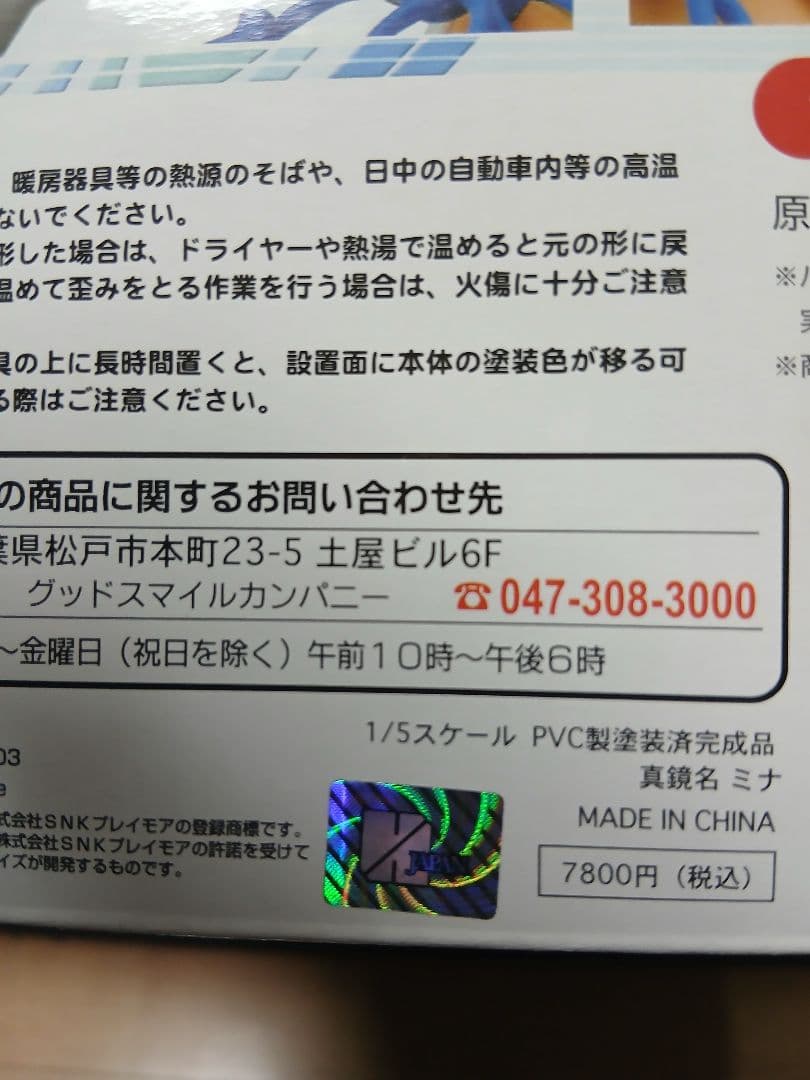 暖房器具等の熱源のそばや、日中の自動車内等の高温
ないでください。
形した場合は、ドライヤーや熱湯で温めると元の形に戻
温めて歪みをとる作業を行う場合は、火傷に十分ご注意
具の上に長時間置くと、設置面に本体の塗装色が移る可
る際はご注意ください。
の商品に関するお問い合わせ先
葉県松戸市本町23-5 土屋ビル6F
グッドスマイルカンパニー ☎047-308-3000
〜金曜日（祝日を除く）午前10時〜午後6時
1/5スケール PVC製塗装済完成品
真鏡名 ミナ
MADE IN CHINA
7800円（税込）
03
式会社SNKプレイモアの登録商標です。
株式会社SNKプレイモアの許諾を受けて
イズが開発するものです。
JAPAN
原
※
※商